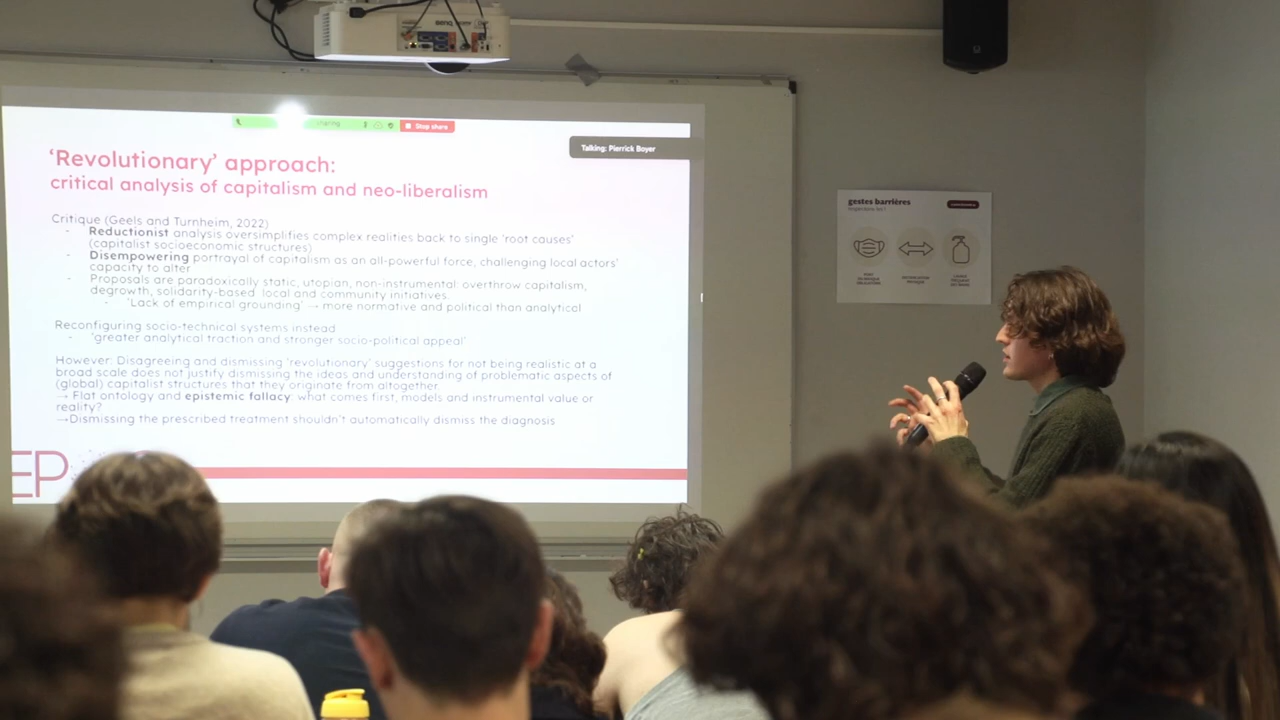 BenQ
sharing
Stop share
Talking: Pierrick Boyer
'Revolutionary' approach:
critical analysis of capitalism and neo-liberalism
Critique (Geels and Turnheim, 2022)
- Reductionist analysis oversimplifies complex realities back to single 'root causes'
(capitalist socioeconomic structures)
- Disempowering portrayal of capitalism as an all-powerful force, challenging local actors'
capacity to alter
- Proposals are paradoxically static, utopian, non-instrumental: overthrow capitalism,
degrowth, solidarity-based local and community initiatives.
- 'Lack of empirical grounding' → more normative and political than analytical
Reconfiguring socio-technical systems instead
- 'greater analytical traction and stronger socio-political appeal'
However: Disagreeing and dismissing 'revolutionary' suggestions for not being realistic at a
broad scale does not justify dismissing the ideas and understanding of problematic aspects of
(global) capitalist structures that they originate from altogether
→ Flat ontology and epistemic fallacy: what comes first, models and instrumental value or
reality?
→Dismissing the prescribed treatment shouldn't automatically dismiss the diagnosis
EP
gestes barrières